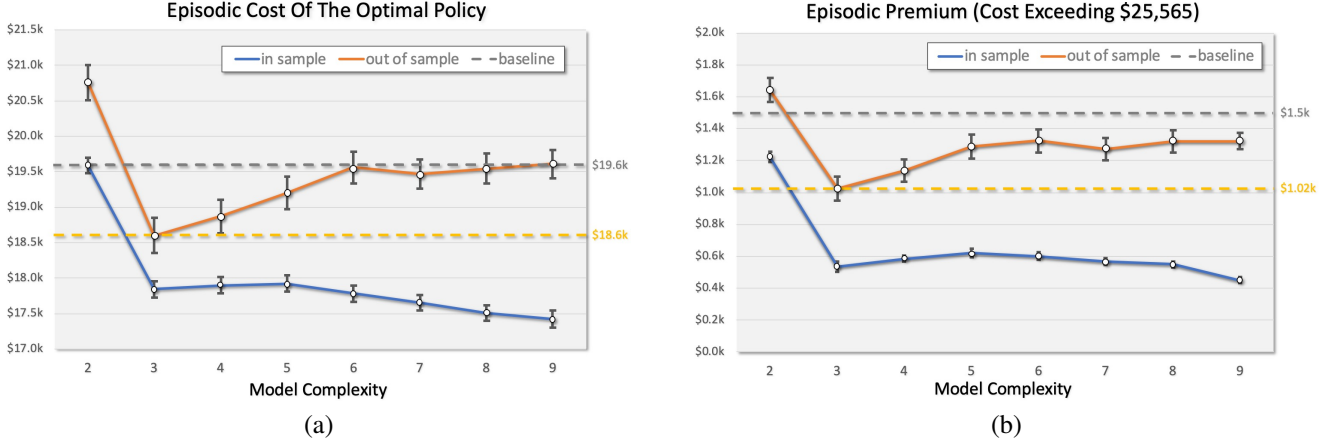 Episodic Cost Of The Optimal Policy
$21.5k
$21.0k
$20.5k
$20.0k
$19.5k
$19.0k
$18.5k
$18.0k
$17.5k
$17.0k
in sample out of sample baseline
$19.6k
$18.6k
2 3 4 5 6 7 8 9
Model Complexity
(a)
Episodic Premium (Cost Exceeding $25,565)
$2.0k
$1.8k
$1.6k
$1.4k
$1.2k
$1.0k
$0.8k
$0.6k
$0.4k
$0.2k
$0.0k
in sample out of sample baseline
$1.5k
$1.02k
2 3 4 5 6 7 8 9
Model Complexity
(b)